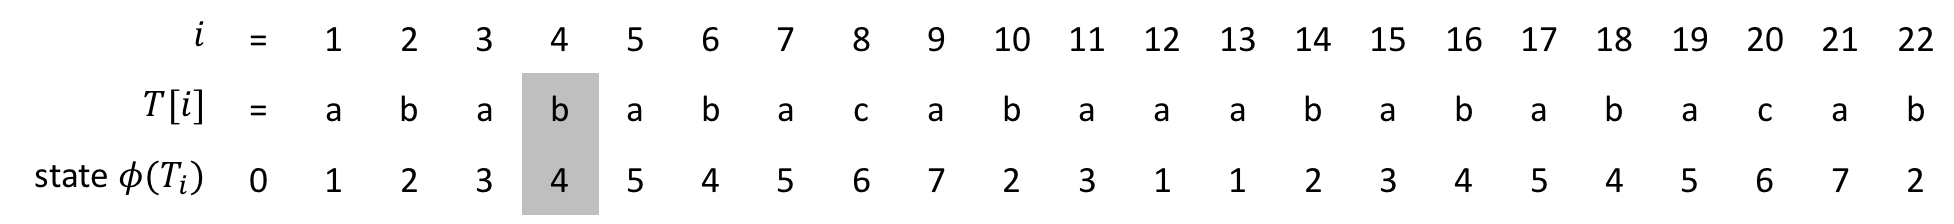 i = 1 2 3 4 5 6 7 8 9 10 11 12 13 14 15 16 17 18 19 20 21 22
T[i] = a b a b a b a c a b a a a b a b a b a c a b
state ϕ(Tᵢ) 0 1 2 3 4 5 4 5 6 7 2 3 1 1 2 3 4 5 4 5 6 7 2